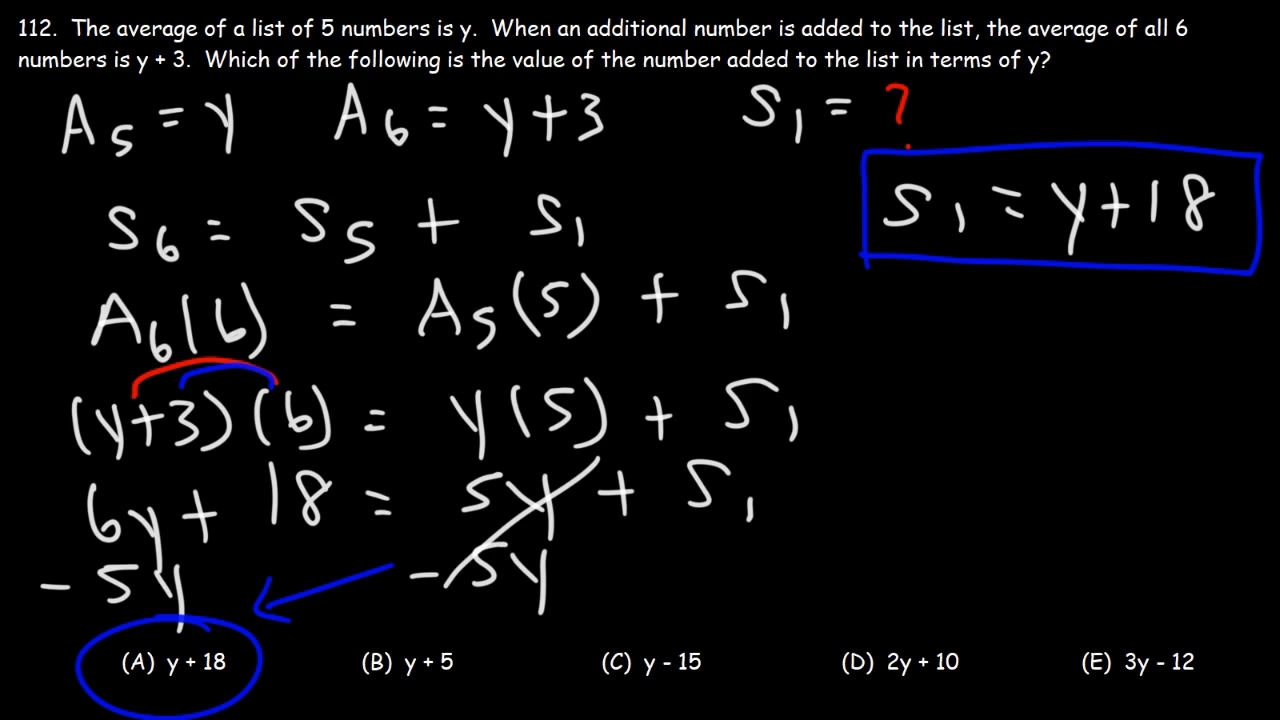 112. The average of a list of 5 numbers is y. When an additional number is added to the list, the average of all 6
numbers is y + 3. Which of the following is the value of the number added to the list in terms of y?
A₅ = y A₆ = y+3 S₁ = ?
S₁ = y+18
S₆ = S₅ + S₁
A₆(6) = A₅(5) + S₁
(y+3)(6) = y(5) + S₁
6y + 18 = 5y + S₁
- 5y - 5y
(A) y + 18 (B) y + 5 (C) y - 15 (D) 2y + 10 (E) 3y - 12